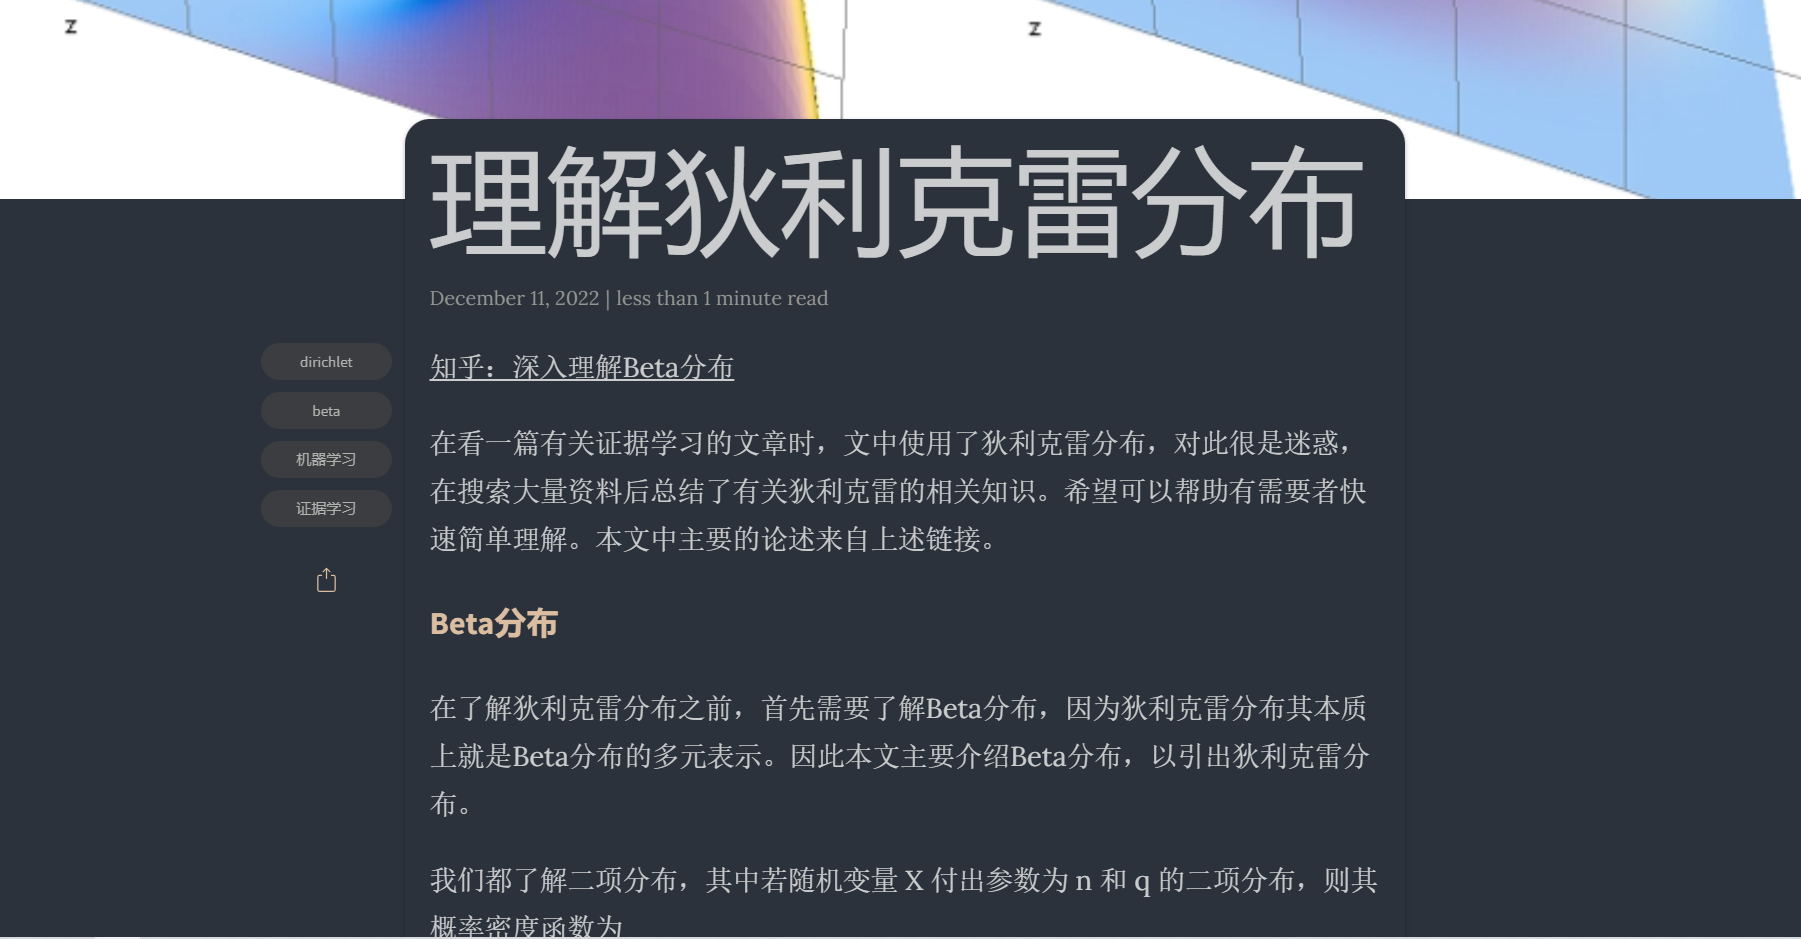 z
z
理解狄利克雷分布
December 11, 2022 | less than 1 minute read
dirichlet
beta
机器学习
证据学习
知乎：深入理解Beta分布
在看一篇有关证据学习的文章时，文中使用了狄利克雷分布，对此很是迷惑，
在搜索大量资料后总结了有关狄利克雷的相关知识。希望可以帮助有需要者快
速简单理解。本文中主要的论述来自上述链接。
Beta分布
在了解狄利克雷分布之前，首先需要了解Beta分布，因为狄利克雷分布其本质
上就是Beta分布的多元表示。因此本文主要介绍Beta分布，以引出狄利克雷分
布。
我们都了解二项分布，其中若随机变量 X 付出参数为 n 和 q 的二项分布，则其
概率密度函数为